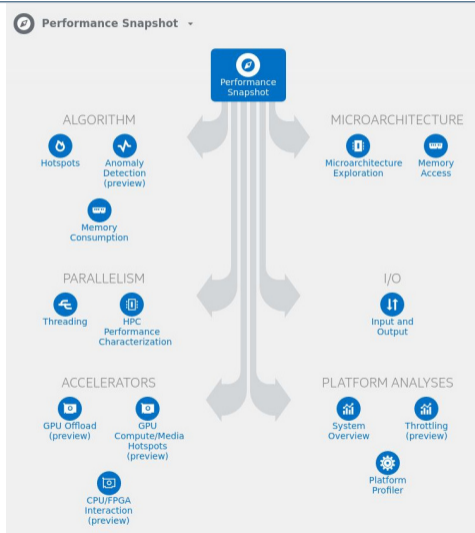 Performance Snapshot
Performance
Snapshot
ALGORITHM
Hotspots
Anomaly
Detection
(preview)
Memory
Consumption
MICROARCHITECTURE
Microarchitecture
Exploration
Memory
Access
PARALLELISM
Threading
HPC
Performance
Characterization
I/O
Input and
Output
ACCELERATORS
GPU Offload
(preview)
GPU
Compute/Media
Hotspots
(preview)
CPU/FPGA
Interaction
(preview)
PLATFORM ANALYSES
System
Overview
Throttling
(preview)
Platform
Profiler